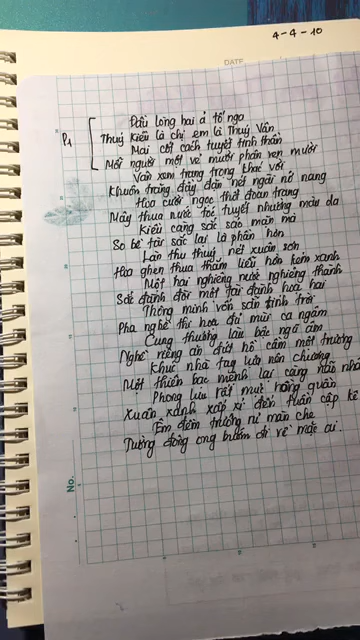 4-4-10
DATE
P1
Đầu lòng hai ả tố nga
Thuý Kiều là chị em là Thuý Vân
Mai cốt cách tuyết tinh thần
Mỗi người một vẻ mười phân vẹn mười
Vân xem trang trọng khác vời
Khuôn trăng đầy đặn nét ngài nở nang
Hoa cười ngọc thốt đoan trang
Mây thua nước tóc tuyết nhường màu da
Kiều càng sắc sảo mặn mà
So bề tài sắc lại là phần hơn
Làn thu thuỷ nét xuân sơn
Hoa ghen thua thắm liễu hờn kém xanh
Một hai nghiêng nước nghiêng thành
Sắc đành đòi một tài đành hoạ hai
Thông minh vốn sẵn tính trời
Pha nghề thi hoạ đủ mùi ca ngâm
Cung thương lầu bậc ngũ âm
Nghề riêng ăn đứt hồ cầm một trương
Khúc nhà tay lựa nên chương
Một thiên bạc mệnh lại càng não nhâ
Phong lưu rất mực hồng quần
Xuân xanh xấp xỉ đến tuần cập kê
Êm đềm trướng rủ màn che
Tường đông ong bướm đi về mặc ai.
No.